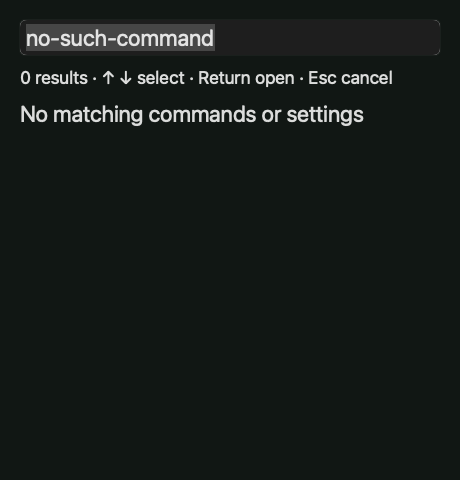 no-such-command
0 results · ↑ ↓ select · Return open · Esc cancel
No matching commands or settings